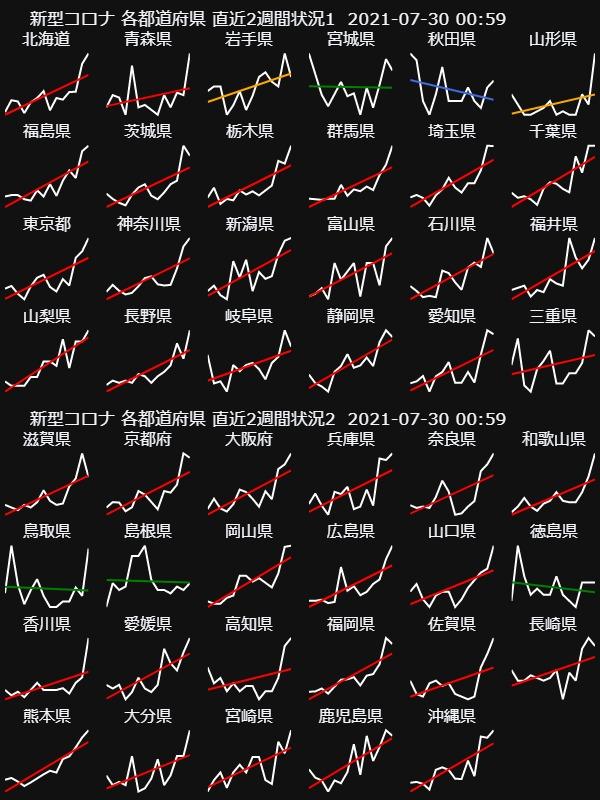 新型コロナ 各都道府県 直近2週間状況1 2021-07-30 00:59
北海道 青森県 岩手県 宮城県 秋田県 山形県
福島県 茨城県 栃木県 群馬県 埼玉県 千葉県
東京都 神奈川県 新潟県 富山県 石川県 福井県
山梨県 長野県 岐阜県 静岡県 愛知県 三重県
新型コロナ 各都道府県 直近2週間状況2 2021-07-30 00:59
滋賀県 京都府 大阪府 兵庫県 奈良県 和歌山県
鳥取県 島根県 岡山県 広島県 山口県 徳島県
香川県 愛媛県 高知県 福岡県 佐賀県 長崎県
熊本県 大分県 宮崎県 鹿児島県 沖縄県